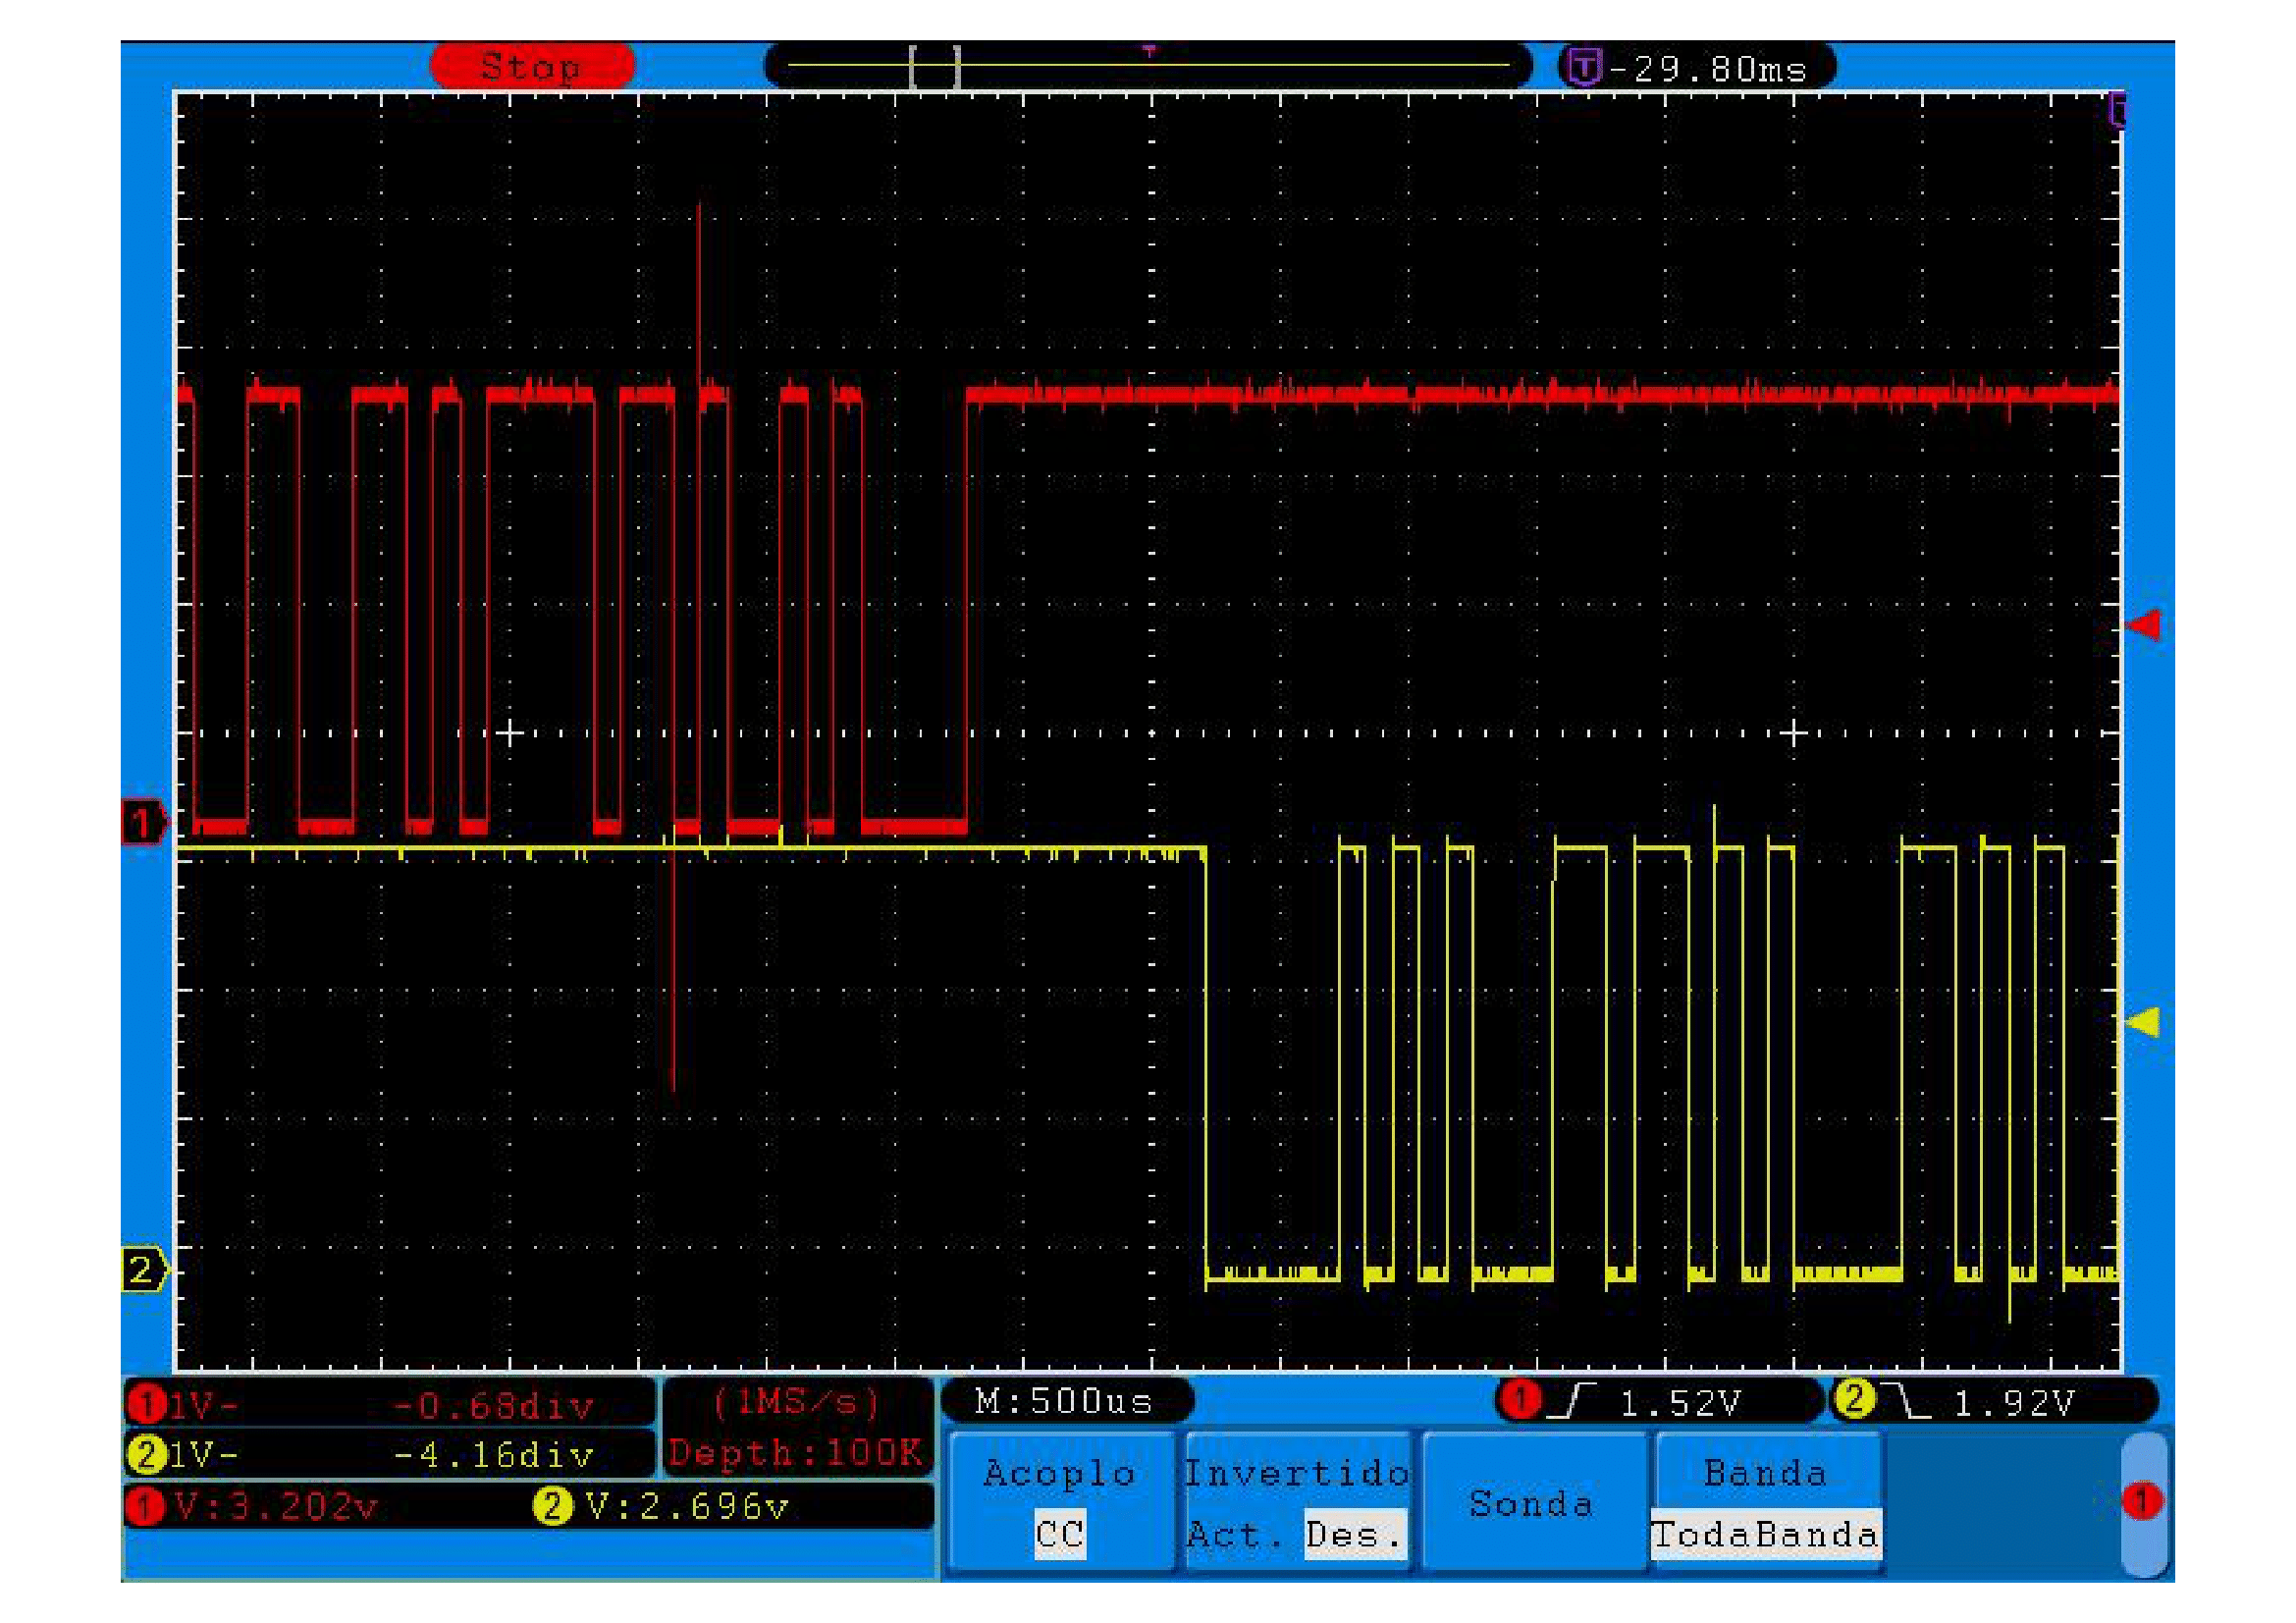 Stop
T
T -29.80ms
T
1
2
1 1V- -0.68div
2 1V- -4.16div
(1MS/s)
Depth:100K
1 V:3.202v 2 V:2.696v
M:500us
1 1.52V 2 1.92V
Acoplo
CC
Invertido
Act. Des.
Sonda
Banda
TodaBanda
1